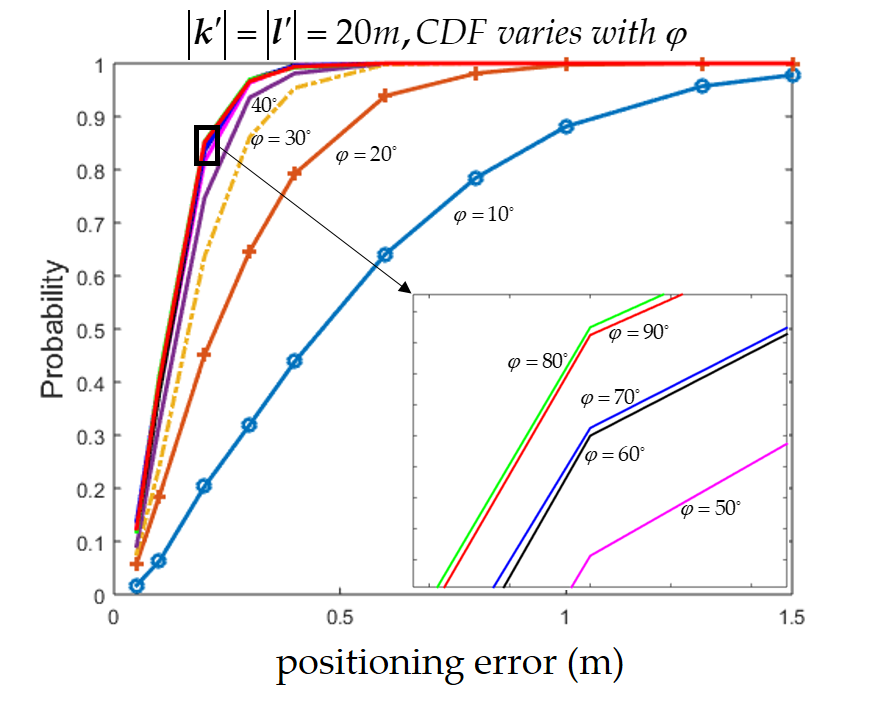 |k′| = |l′| = 20m, CDF varies with φ
1
0.9
0.8
0.7
0.6
0.5
0.4
0.3
0.2
0.1
0
Probability
40°
φ = 30°
φ = 20°
φ = 10°
φ = 90°
φ = 80°
φ = 70°
φ = 60°
φ = 50°
0
0.5
1
1.5
positioning error (m)